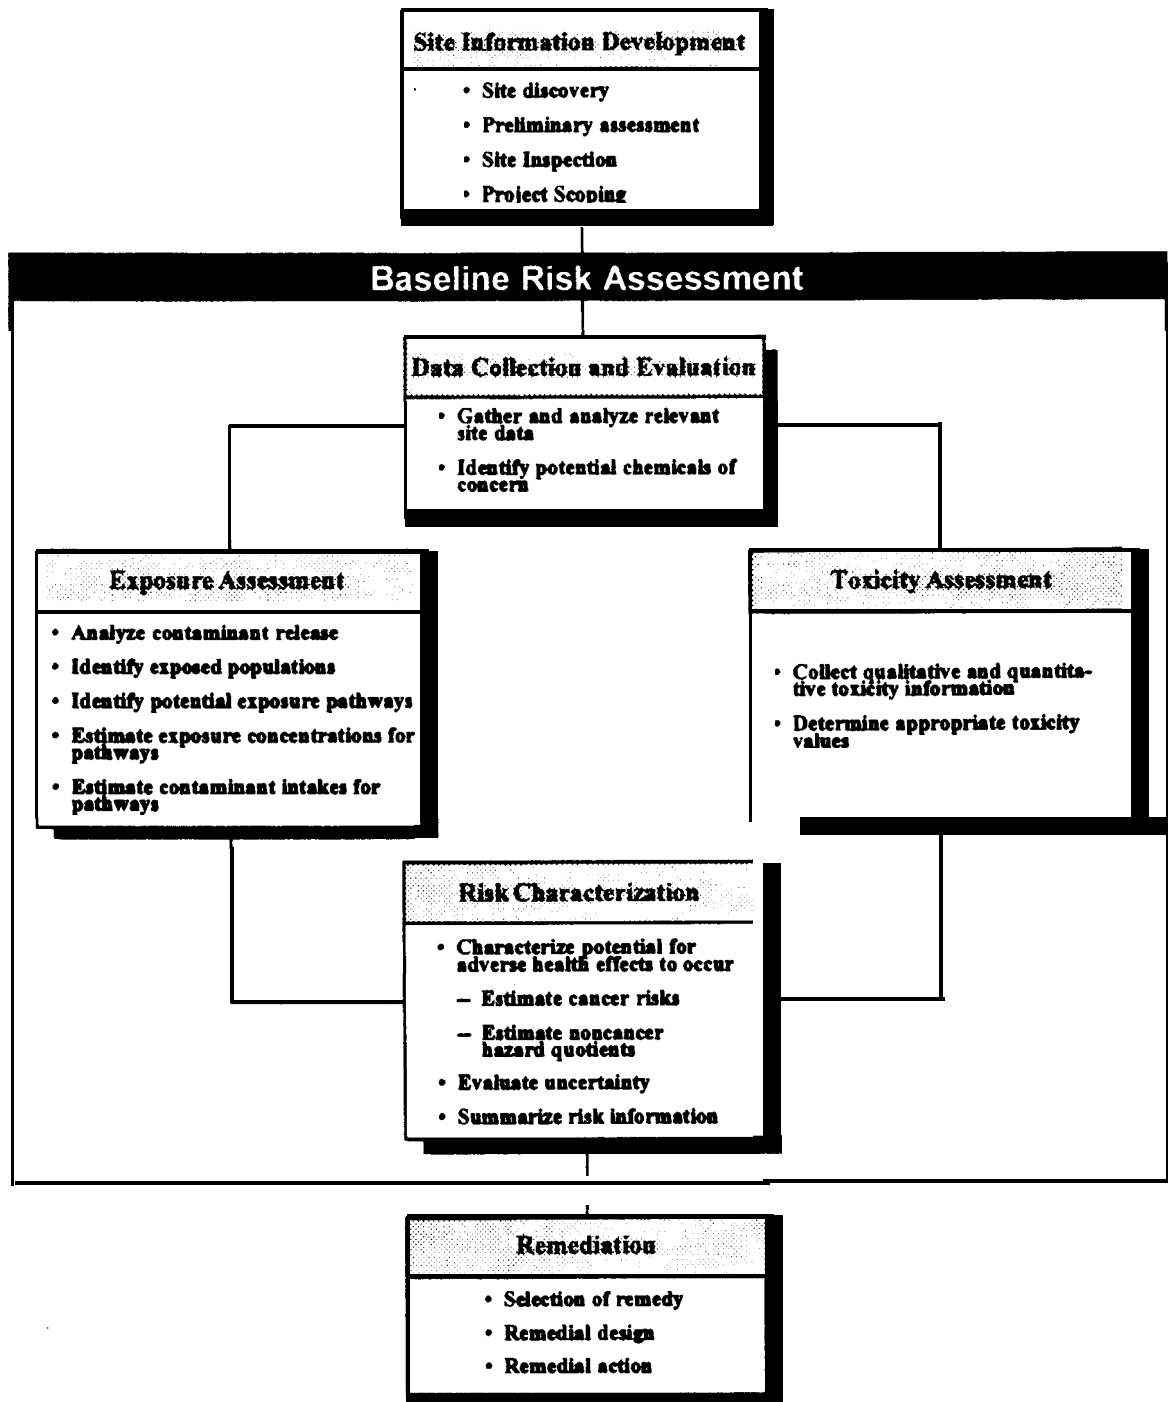 Site Information Development
• Site discovery
• Preliminary assessment
• Site Inspection
• Project Scoping
Baseline Risk Assessment
Data Collection and Evaluation
• Gather and analyze relevant
site data
• Identify potential chemicals of
concern
Exposure Assessment
• Analyze contaminant release
• Identify exposed populations
• Identify potential exposure pathways
• Estimate exposure concentrations for
pathways
• Estimate contaminant intakes for
pathways
Toxicity Assessment
• Collect qualitative and quantita-
tive toxicity information
• Determine appropriate toxicity
values
Risk Characterization
• Characterize potential for
adverse health effects to occur
– Estimate cancer risks
– Estimate noncancer
hazard quotients
• Evaluate uncertainty
• Summarize risk information
Remediation
• Selection of remedy
• Remedial design
• Remedial action